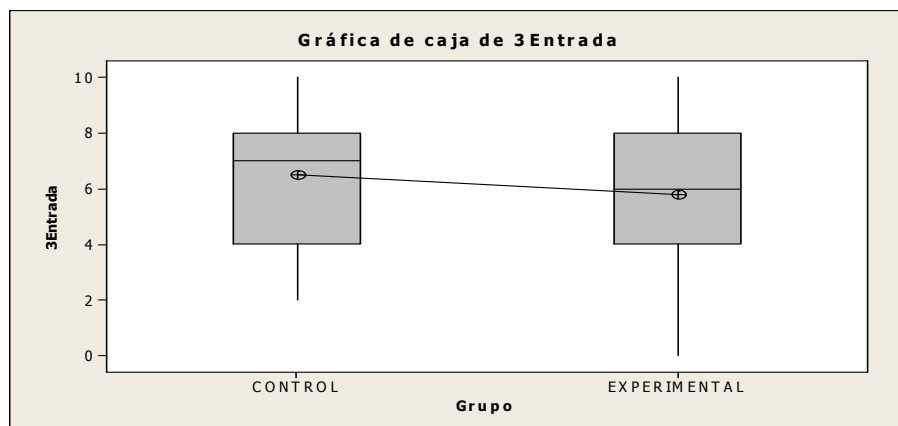 Gráfica de caja de 3Entrada
10
8
6
4
2
0
3Entrada
CONTROL
EXPERIMENTAL
Grupo